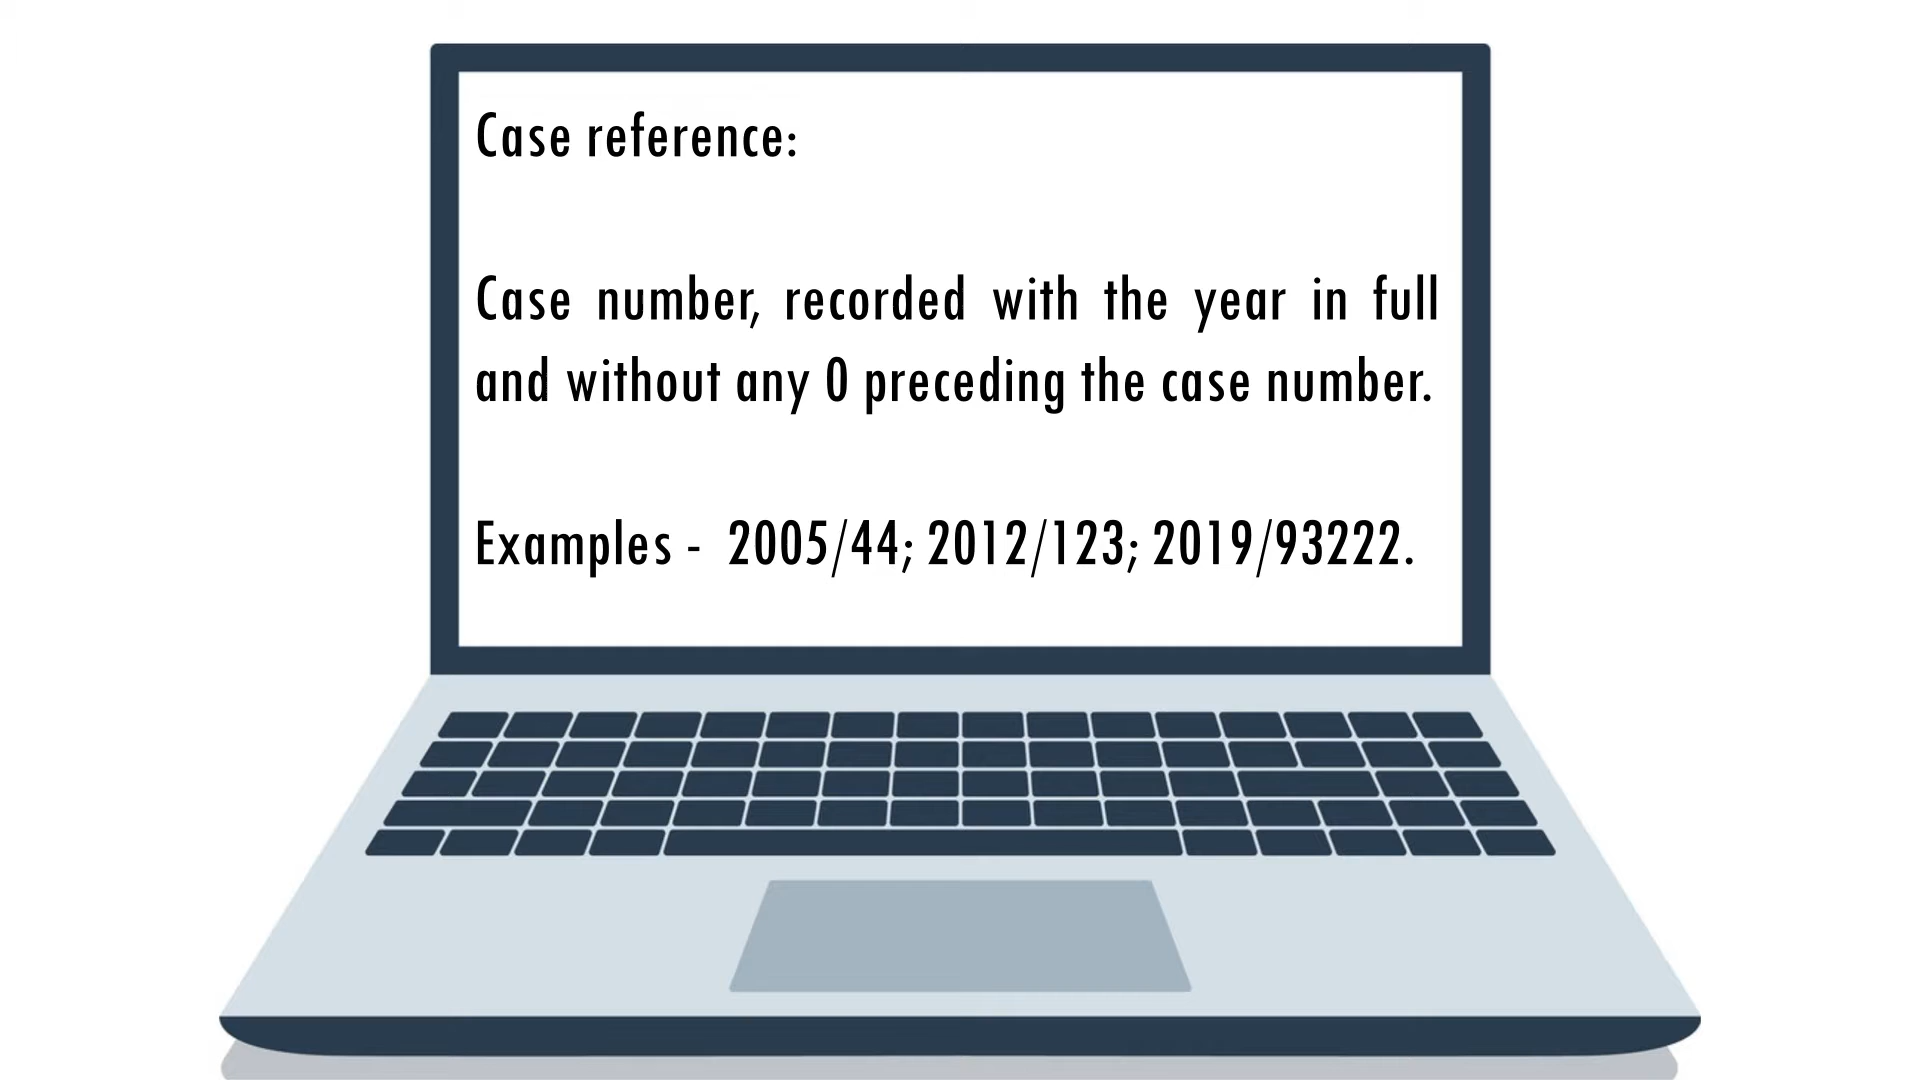 Case reference:
Case number, recorded with the year in full
and without any 0 preceding the case number.
Examples - 2005/44; 2012/123; 2019/93222.